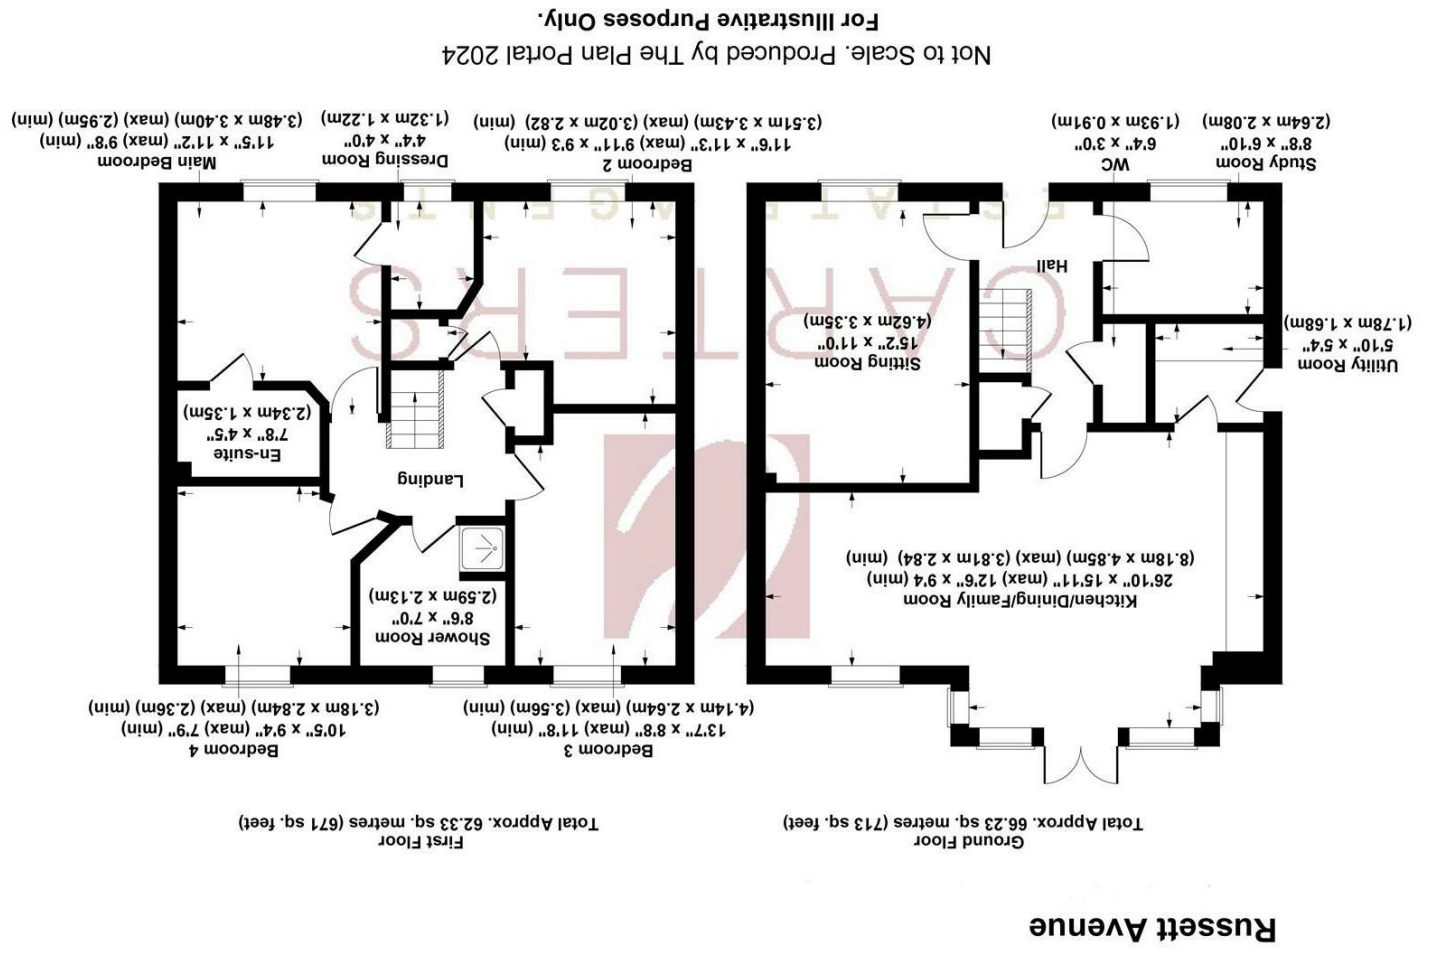 Russett Avenue
Ground Floor
Total Approx. 66.23 sq. metres (713 sq. feet)
Kitchen/Dining/Family Room
26'10" x 15'11" (max) 12'6"x 9'4 (min)
(8.18m x 4.85m) (max) (3.81m x 2.84) (min)
Utility Room
5'10" x 5'4"
(1.78m x 1.68m)
Sitting Room
15'2" x 11'0"
(4.62m x 3.35m)
Hall
Study Room
8'8" x 6'10"
(2.64m x 2.08m)
WC
6'4" x 3'0"
(1.93m x 0.91m)
First Floor
Total Approx. 62.33 sq. metres (671 sq. feet)
Bedroom 3
13'7" x 8'8" (max) 11'8" (min)
(4.14m x 2.64m) (max) (3.56m) (min)
Bedroom 4
10'5" x 9'4" (max) 7'9" (min)
(3.18m x 2.84m) (max) (2.36m) (min)
Shower Room
8'6" x 7'0"
(2.59m x 2.13m)
Landing
En-suite
7'8" x 4'5"
(2.34m x 1.35m)
Bedroom 2
11'6" x 11'3" (max) 9'11"x 9'3 (min)
(3.51m x 3.43m) (max) (3.02m x 2.82) (min)
Dressing Room
4'4" x 4'0"
(1.32m x 1.22m)
Main Bedroom
11'5" x 11'2" (max) 9'8" (min)
(3.48m x 3.40m) (max) (2.95m) (min)
CARTERS
ESTATE AGENTS
Not to Scale. Produced by The Plan Portal 2024
For Illustrative Purposes Only.